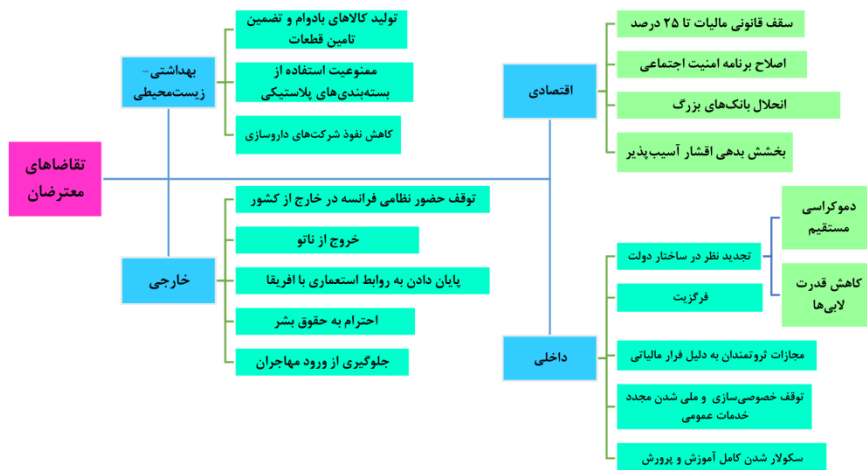 تقاضاهای
معترضان
اقتصادی
سقف قانونی مالیات تا ۲۵ درصد
اصلاح برنامه امنیت اجتماعی
انحلال بانک‌های بزرگ
بخشش بدهی اقشار آسیب‌پذیر
بهداشتی -
زیست‌محیطی
تولید کالاهای بادوام و تضمین
تامین قطعات
ممنوعیت استفاده از
بسته‌بندی‌های پلاستیکی
کاهش نفوذ شرکت‌های داروسازی
داخلی
تجدید نظر در ساختار دولت
دموکراسی
مستقیم
کاهش قدرت
لابی‌ها
فرگزیت
مجازات ثروتمندان به دلیل فرار مالیاتی
توقف خصوصی‌سازی و ملی شدن مجدد
خدمات عمومی
سکولار شدن کامل آموزش و پرورش
خارجی
توقف حضور نظامی فرانسه در خارج از کشور
خروج از ناتو
پایان دادن به روابط استعماری با افریقا
احترام به حقوق بشر
جلوگیری از ورود مهاجران